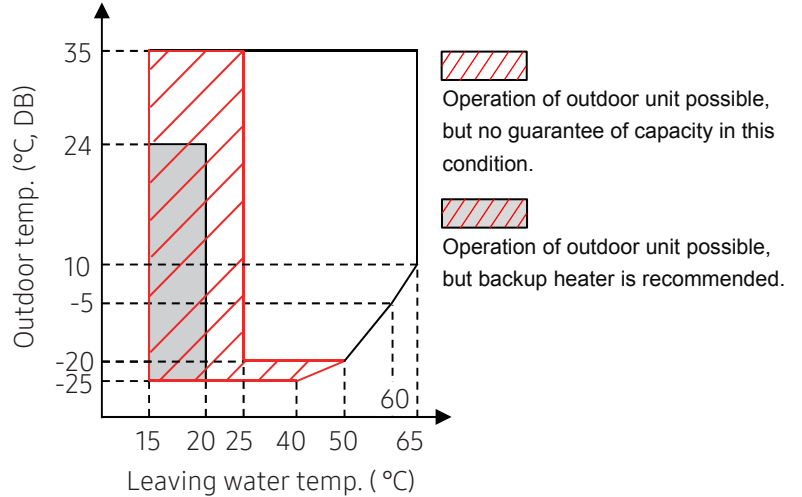 35
24
10
-5
-20
-25
Outdoor temp. (°C, DB)
60
15 20 25 40 50 65
Leaving water temp. ( °C)
Operation of outdoor unit possible,
but no guarantee of capacity in this
condition.
Operation of outdoor unit possible,
but backup heater is recommended.